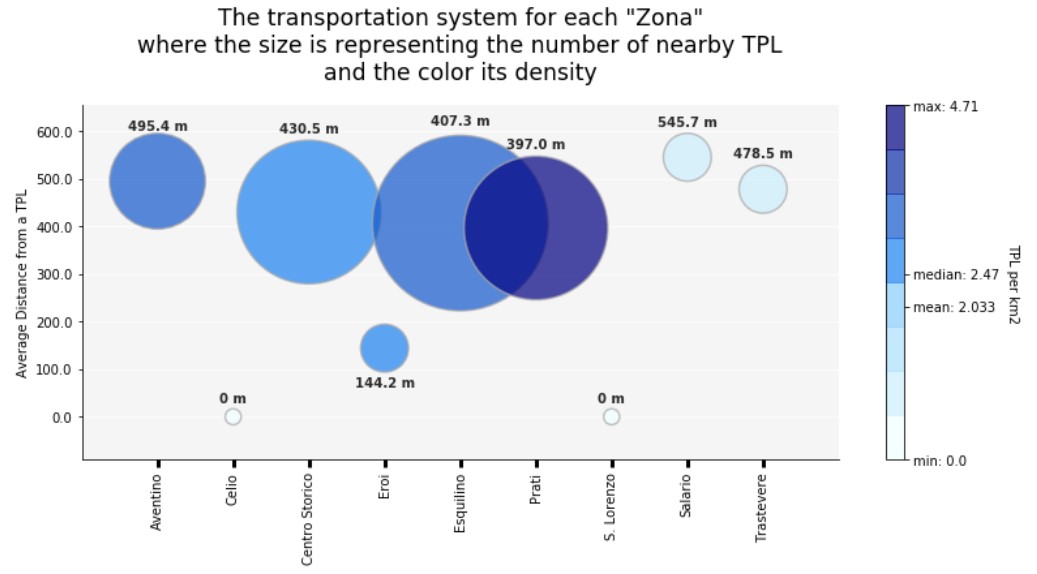 The transportation system for each "Zona"
where the size is representing the number of nearby TPL
and the color its density
Average Distance from a TPL
600.0
500.0
400.0
300.0
200.0
100.0
0.0
495.4 m
0 m
430.5 m
144.2 m
407.3 m
397.0 m
0 m
545.7 m
478.5 m
Aventino
Celio
Centro Storico
Eroi
Esquilino
Prati
S. Lorenzo
Salario
Trastevere
max: 4.71
median: 2.47
mean: 2.033
min: 0.0
TPL per km2